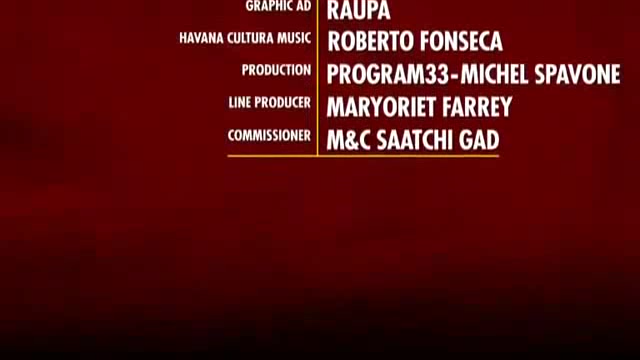 GRAPHIC AD RAUPA
HAVANA CULTURA MUSIC ROBERTO FONSECA
PRODUCTION PROGRAM33-MICHEL SPAVONE
LINE PRODUCER MARYORIET FARREY
COMMISSIONER M&C SAATCHI GAD